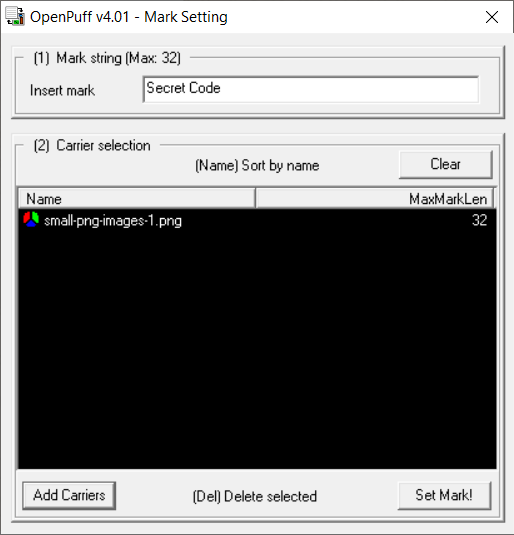 OpenPuff v4.01 - Mark Setting
(1) Mark string (Max: 32)
Insert mark Secret Code
(2) Carrier selection
(Name) Sort by name Clear
Name MaxMarkLen
small-png-images-1.png 32
Add Carriers (Del) Delete selected Set Mark!